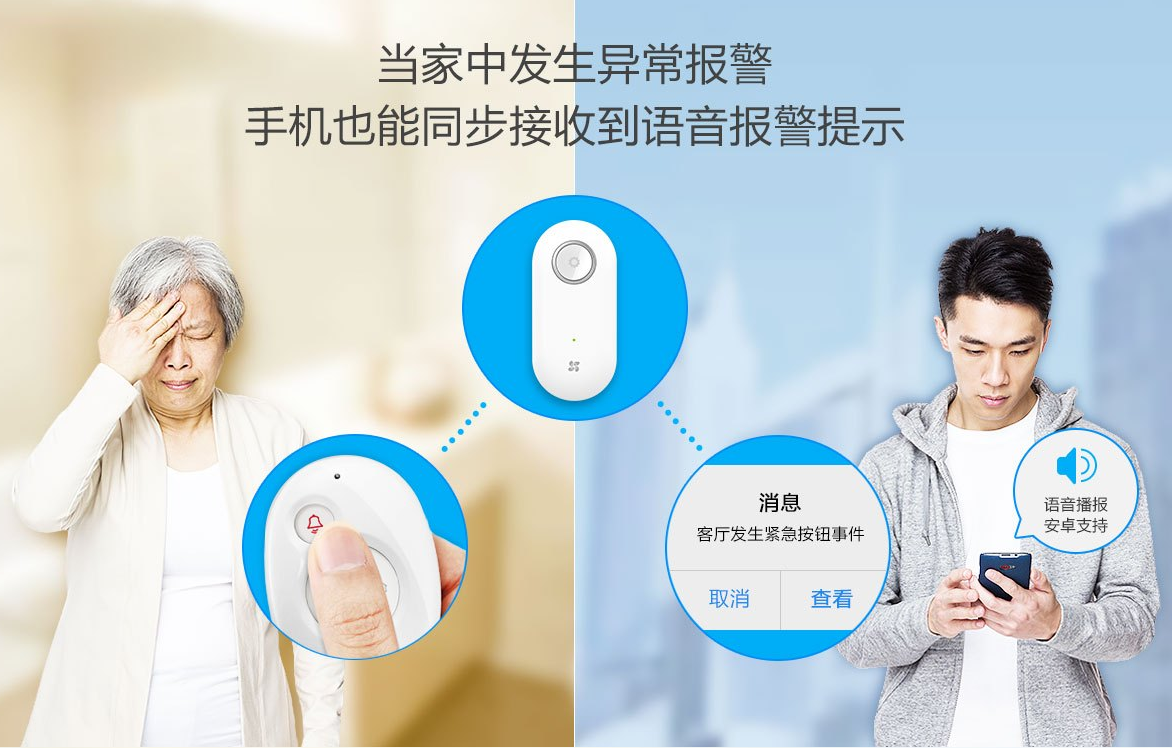 当家中发生异常报警
手机也能同步接收到语音报警提示
消息
客厅发生紧急按钮事件
取消
查看
语音播报
安卓支持